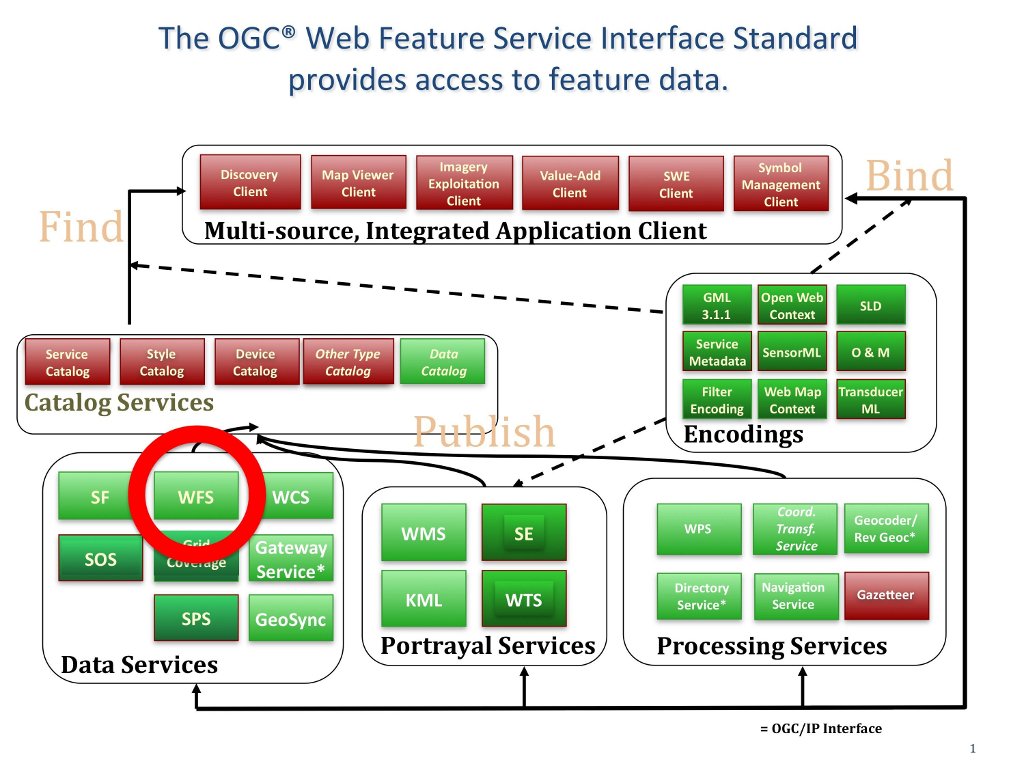 The OGC® Web Feature Service Interface Standard
provides access to feature data.
Discovery
Client
Map Viewer
Client
Imagery
Exploitation
Client
Value-Add
Client
SWE
Client
Symbol
Management
Client
Multi-source, Integrated Application Client
Bind
Find
GML
3.1.1
Open Web
Context
SLD
Service
Metadata
SensorML
O & M
Filter
Encoding
Web Map
Context
Transducer
ML
Encodings
Service
Catalog
Style
Catalog
Device
Catalog
Other Type
Catalog
Data
Catalog
Catalog Services
Publish
SF
WFS
WCS
SOS
Grid
Coverage
Gateway
Service*
SPS
GeoSync
Data Services
WMS
SE
KML
WTS
Portrayal Services
WPS
Coord.
Transf.
Service
Geocoder/
Rev Geoc*
Directory
Service*
Navigation
Service
Gazetteer
Processing Services
= OGC/IP Interface
1